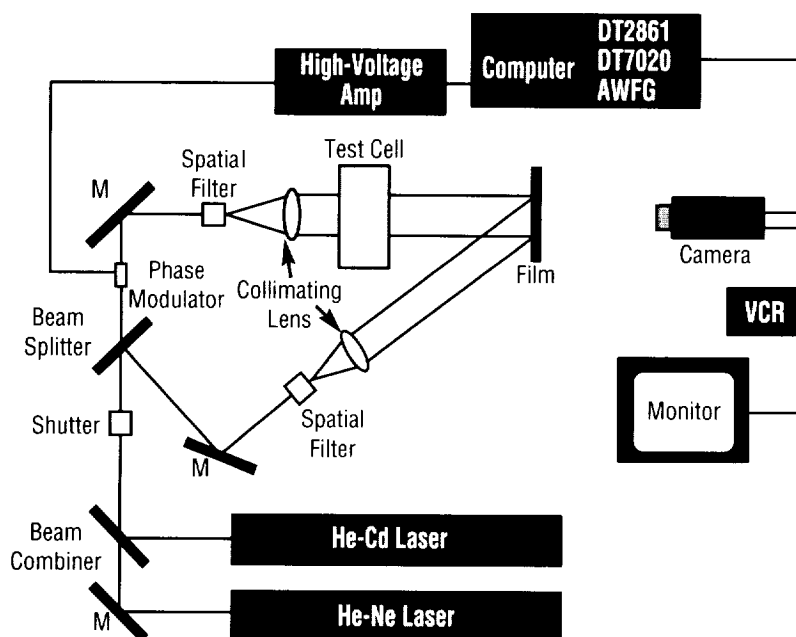 DT2861
High-Voltage
Amp
Computer
DT7020
AWFG
Test Cell
Spatial
Filter
M
Camera
Film
Phase
Modulator
Collimating
Lens
Beam
Splitter
VCR
Monitor
Shutter
Spatial
Filter
M
Beam
Combiner
He-Cd Laser
He-Ne Laser
M